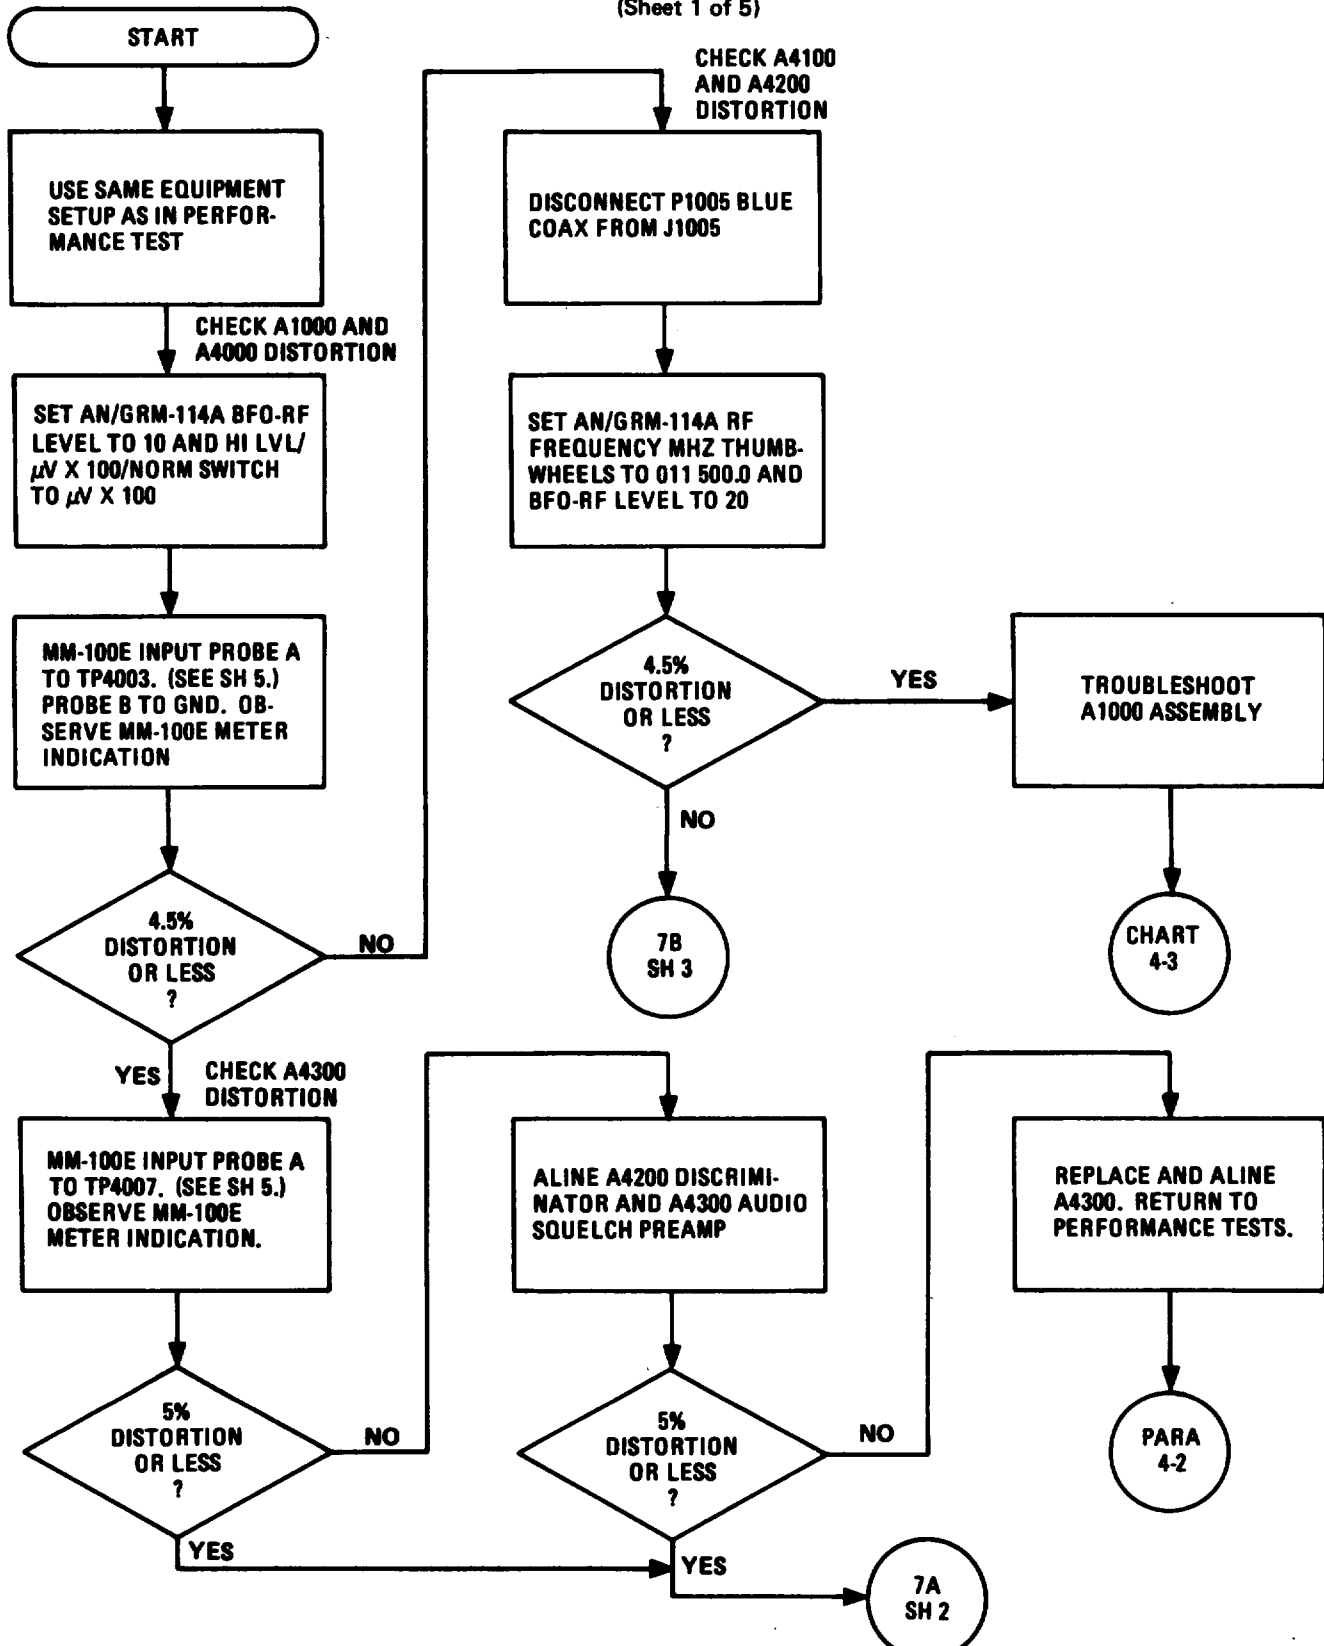 (Sheet 1 of 5)
START
USE SAME EQUIPMENT
SETUP AS IN PERFOR-
MANCE TEST
CHECK A1000 AND
A4000 DISTORTION
SET AN/GRM-114A BFO-RF
LEVEL TO 10 AND HI LVL/
µV X 100/NORM SWITCH
TO µV X 100
MM-100E INPUT PROBE A
TO TP4003. (SEE SH 5.)
PROBE B TO GND. OB-
SERVE MM-100E METER
INDICATION
4.5%
DISTORTION
OR LESS
?
NO
YES
CHECK A4100
AND A4200
DISTORTION
DISCONNECT P1005 BLUE
COAX FROM J1005
SET AN/GRM-114A RF
FREQUENCY MHZ THUMB-
WHEELS TO 011 500.0 AND
BFO-RF LEVEL TO 20
4.5%
DISTORTION
OR LESS
?
YES
NO
TROUBLESHOOT
A1000 ASSEMBLY
CHART
4-3
7B
SH 3
CHECK A4300
DISTORTION
MM-100E INPUT PROBE A
TO TP4007. (SEE SH 5.)
OBSERVE MM-100E
METER INDICATION.
5%
DISTORTION
OR LESS
?
NO
YES
ALINE A4200 DISCRIMI-
NATOR AND A4300 AUDIO
SQUELCH PREAMP
5%
DISTORTION
OR LESS
?
NO
YES
REPLACE AND ALINE
A4300. RETURN TO
PERFORMANCE TESTS.
PARA
4-2
7A
SH 2